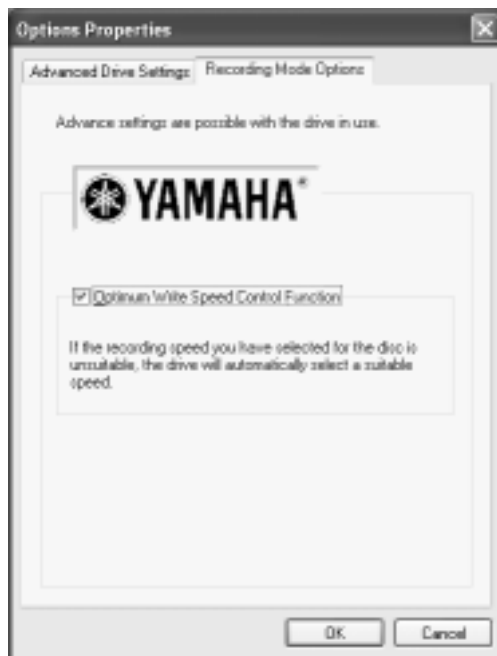 Options Properties
Advanced Drive Settings
Recording Mode Options
Advance settings are possible with the drive in use.
YAMAHA®
Optimum Write Speed Control Function
If the recording speed you have selected for the disc is
unsuitable, the drive will automatically select a suitable
speed.
OK
Cancel